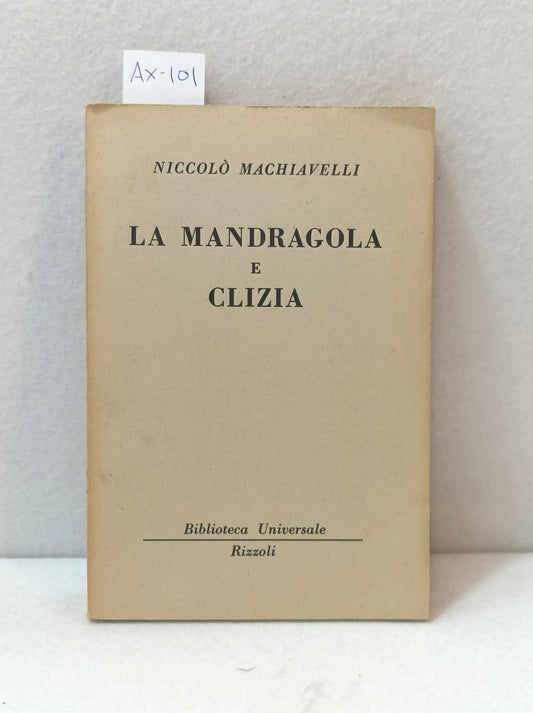 AX-101
NICCOLÒ MACHIAVELLI
LA MANDRAGOLA
E
CLIZIA
Biblioteca Universale
Rizzoli